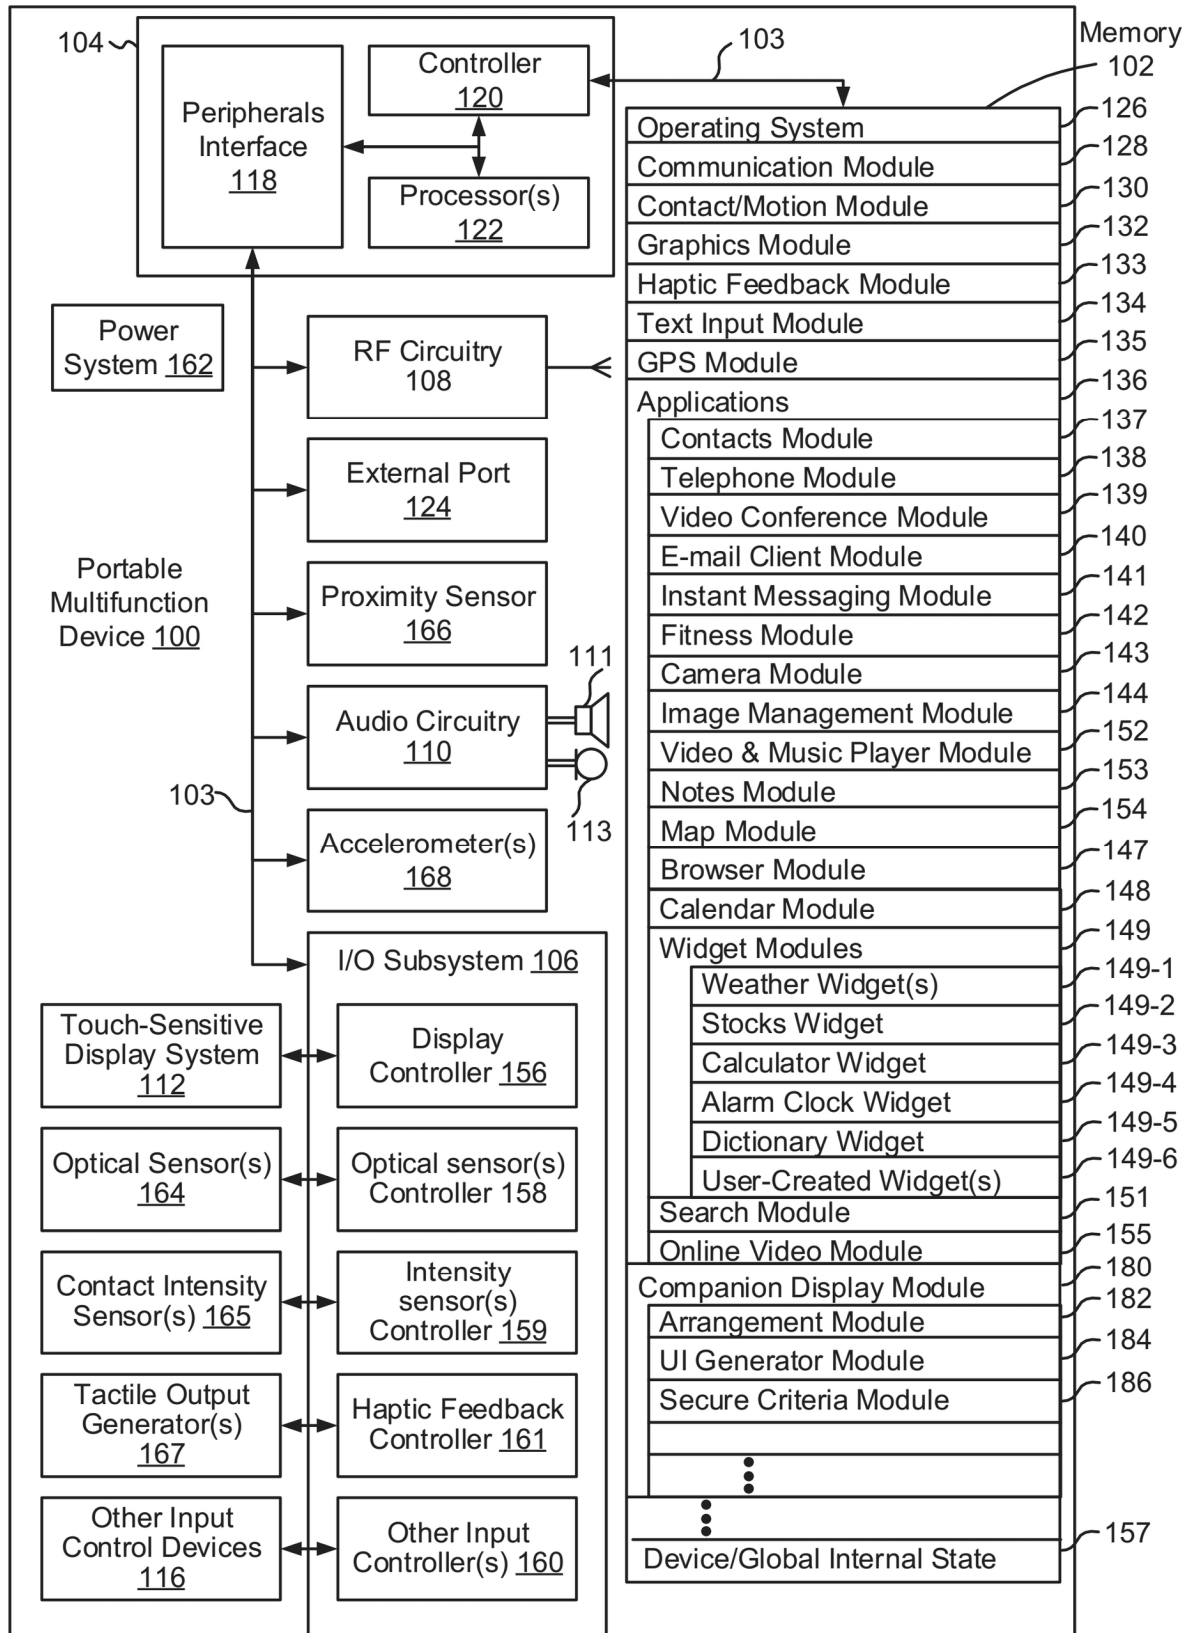 104
Peripherals
Interface
118
Controller
120
Processor(s)
122
103
Memory
102
Power
System 162
RF Circuitry
108
External Port
124
Portable
Multifunction
Device 100
Proximity Sensor
166
Audio Circuitry
110
111
113
103
Accelerometer(s)
168
I/O Subsystem 106
Touch-Sensitive
Display System
112
Display
Controller 156
Optical Sensor(s)
164
Optical sensor(s)
Controller 158
Contact Intensity
Sensor(s) 165
Intensity
sensor(s)
Controller 159
Tactile Output
Generator(s)
167
Haptic Feedback
Controller 161
Other Input
Control Devices
116
Other Input
Controller(s) 160
Operating System 126
Communication Module 128
Contact/Motion Module 130
Graphics Module 132
Haptic Feedback Module 133
Text Input Module 134
GPS Module 135
Applications 136
Contacts Module 137
Telephone Module 138
Video Conference Module 139
E-mail Client Module 140
Instant Messaging Module 141
Fitness Module 142
Camera Module 143
Image Management Module 144
Video & Music Player Module 152
Notes Module 153
Map Module 154
Browser Module 147
Calendar Module 148
Widget Modules 149
Weather Widget(s) 149-1
Stocks Widget 149-2
Calculator Widget 149-3
Alarm Clock Widget 149-4
Dictionary Widget 149-5
User-Created Widget(s) 149-6
Search Module 151
Online Video Module 155
Companion Display Module 180
Arrangement Module 182
UI Generator Module 184
Secure Criteria Module 186
Device/Global Internal State 157